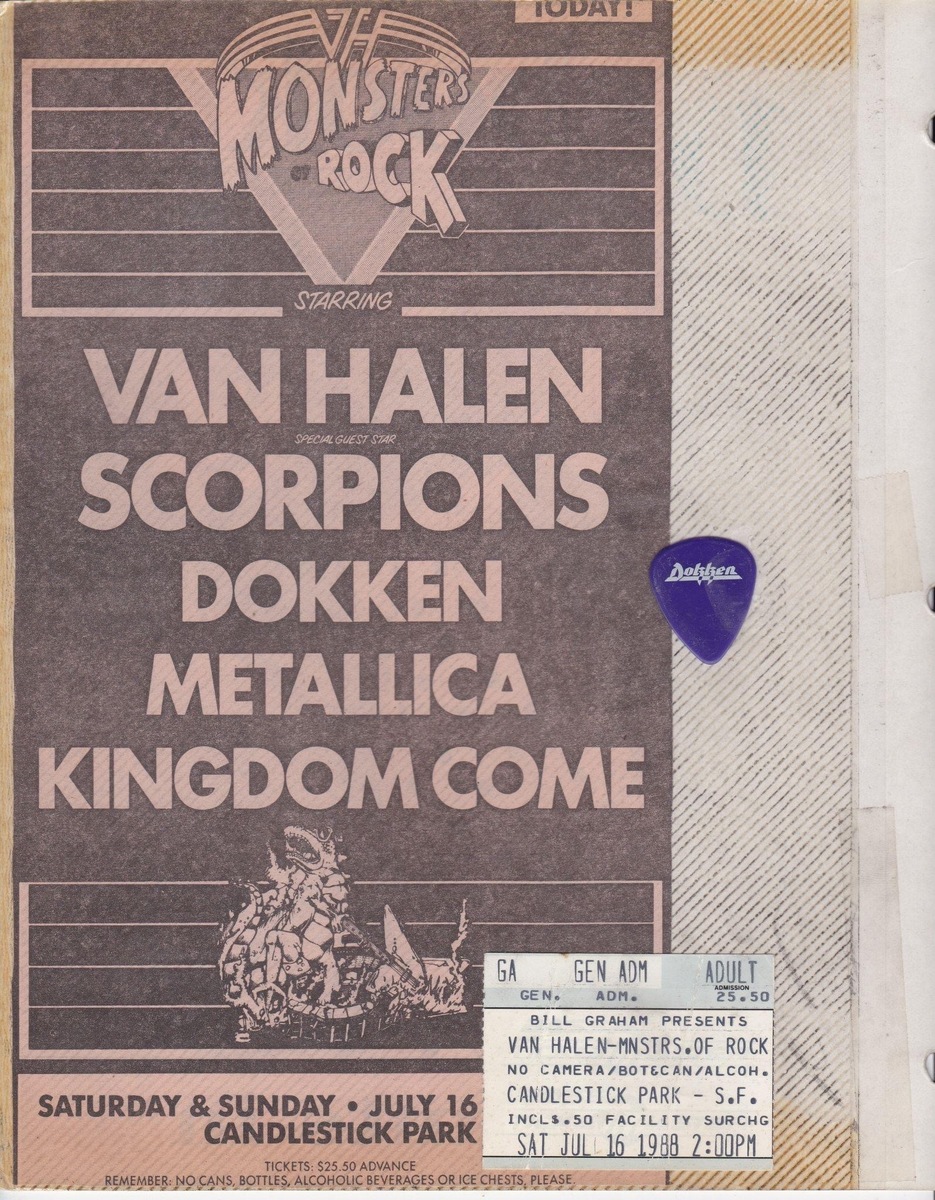 TODAY!
VH
MONSTERS
OF ROCK
STARRING
VAN HALEN
SPECIAL GUEST STAR
SCORPIONS
DOKKEN
METALLICA
KINGDOM COME
Dokken
GA GEN ADM ADULT
ADMISSION
GEN. ADM. 25.50
BILL GRAHAM PRESENTS
VAN HALEN-MNSTRS.OF ROCK
NO CAMERA/BOT&CAN/ALCOH.
CANDLESTICK PARK - S.F.
INCL$.50 FACILITY SURCHG
SAT JUL 16 1988 2:00PM
SATURDAY & SUNDAY • JULY 16
CANDLESTICK PARK
TICKETS: $25.50 ADVANCE
REMEMBER: NO CANS, BOTTLES, ALCOHOLIC BEVERAGES OR ICE CHESTS, PLEASE.